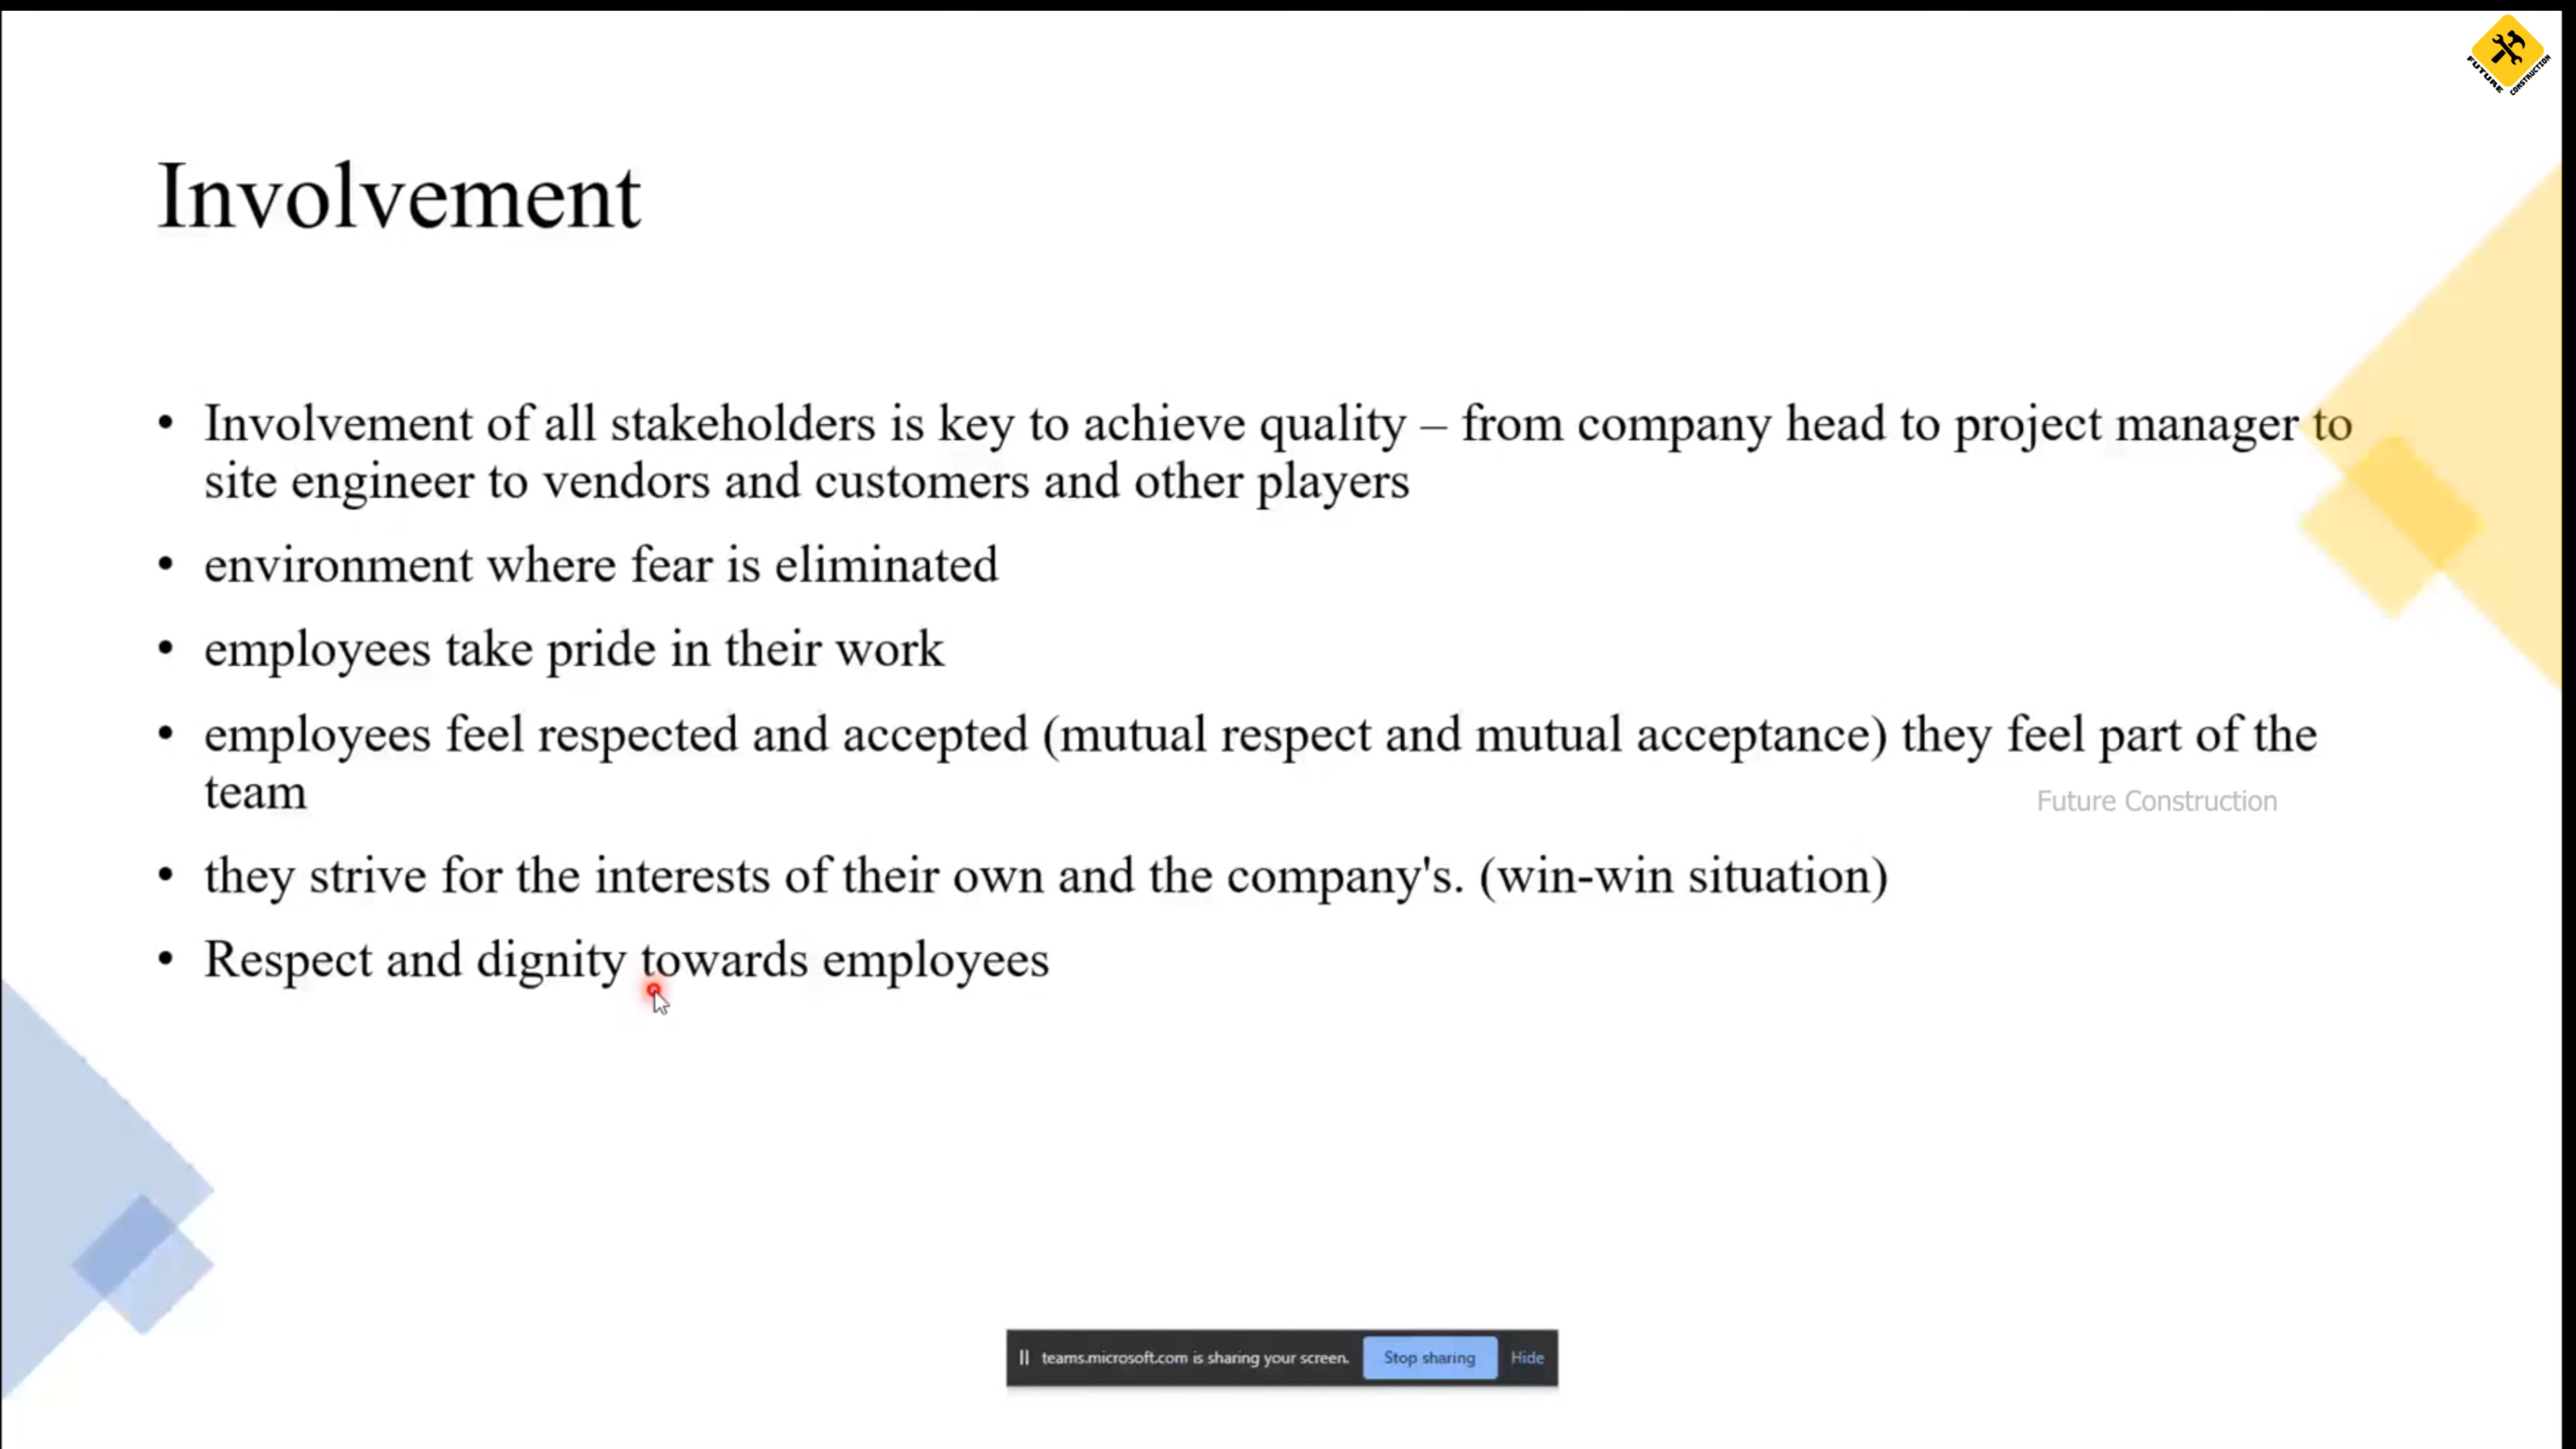 FUTURE CONSTRUCTION
Involvement
• Involvement of all stakeholders is key to achieve quality – from company head to project manager to
site engineer to vendors and customers and other players
• environment where fear is eliminated
• employees take pride in their work
• employees feel respected and accepted (mutual respect and mutual acceptance) they feel part of the
team
Future Construction
• they strive for the interests of their own and the company's. (win-win situation)
• Respect and dignity towards employees
teams.microsoft.com is sharing your screen. Stop sharing Hide